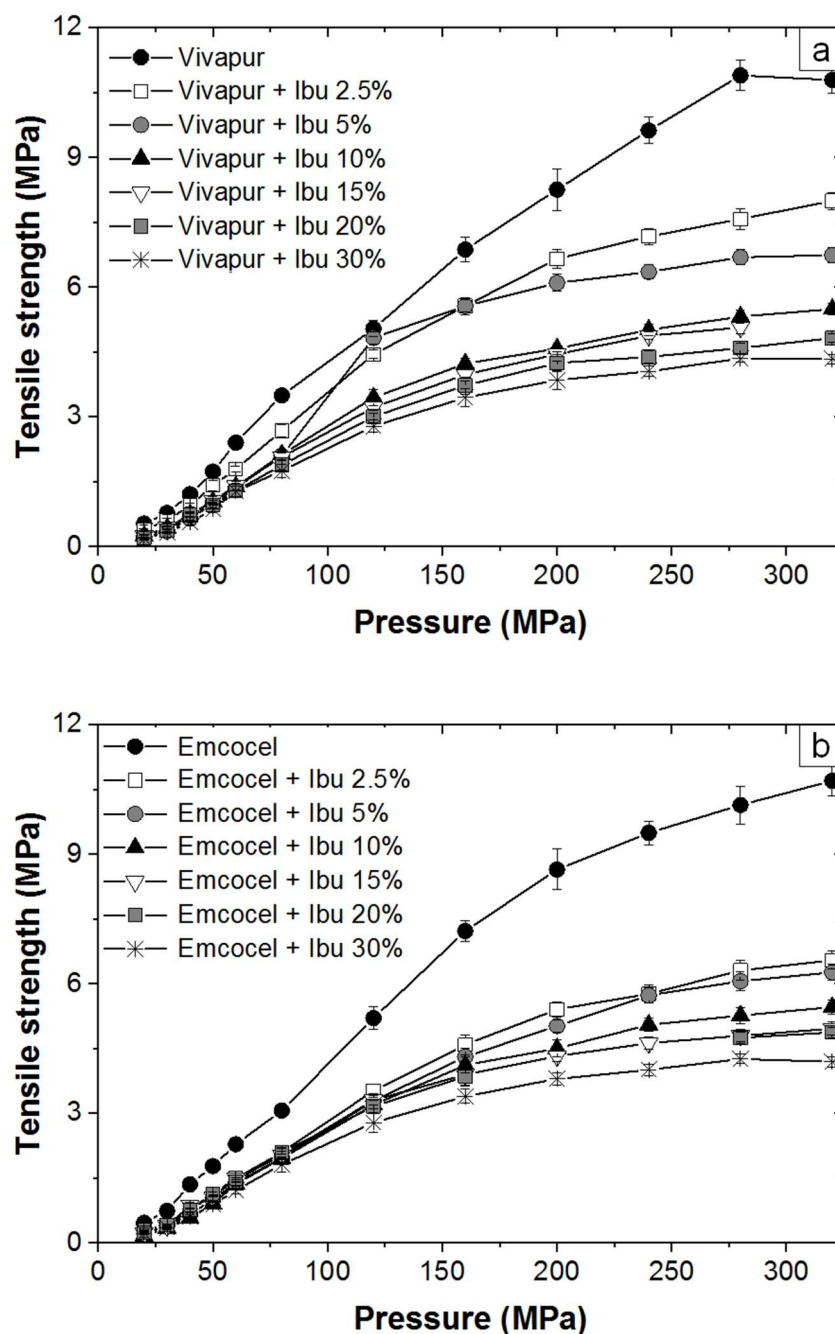 12
a
Vivapur
Vivapur + Ibu 2.5%
Vivapur + Ibu 5%
9
Vivapur + Ibu 10%
Vivapur + Ibu 15%
Vivapur + Ibu 20%
Vivapur + Ibu 30%
6
Tensile strength (MPa)
3
0
0 50 100 150 200 250 300
Pressure (MPa)
12
b
Emcocel
Emcocel + Ibu 2.5%
Emcocel + Ibu 5%
9
Emcocel + Ibu 10%
Emcocel + Ibu 15%
Emcocel + Ibu 20%
Emcocel + Ibu 30%
6
Tensile strength (MPa)
3
0
0 50 100 150 200 250 300
Pressure (MPa)